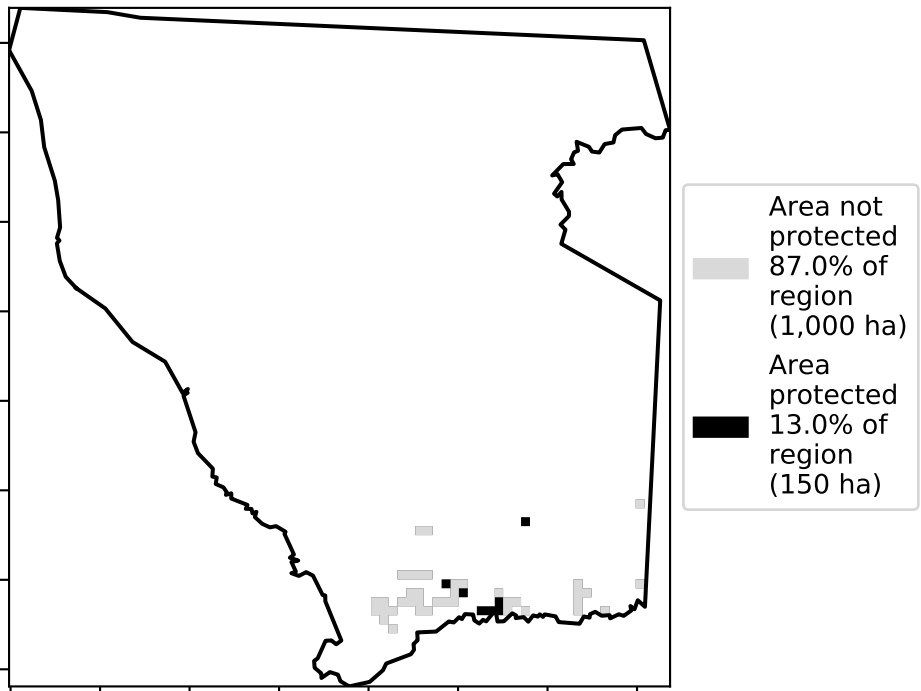 Area not
protected
87.0% of
region
(1,000 ha)
Area
protected
13.0% of
region
(150 ha)